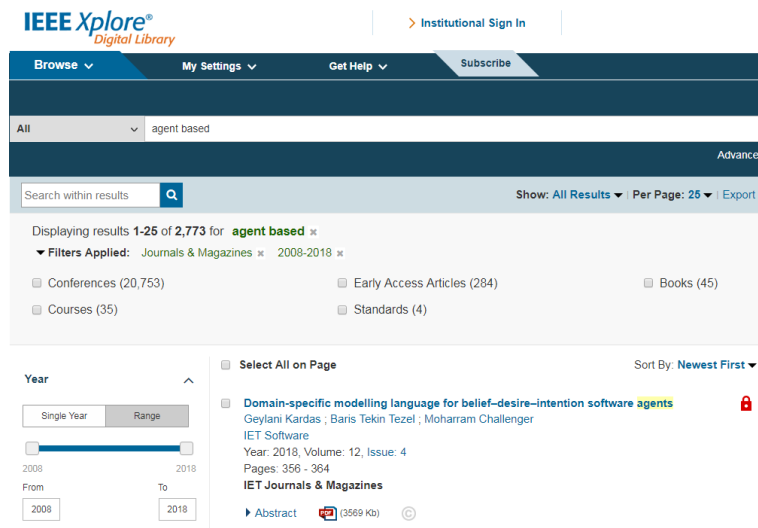 IEEE Xplore®
Digital Library
Institutional Sign In
Browse My Settings Get Help Subscribe
All agent based
Advance
Search within results Show: All Results | Per Page: 25 | Export
Displaying results 1-25 of 2,773 for agent based ×
Filters Applied: Journals & Magazines × 2008-2018 ×
Conferences (20,753) Early Access Articles (284) Books (45)
Courses (35) Standards (4)
Select All on Page Sort By: Newest First
Year
Single Year Range
2008 2018
From To
2008 2018
Domain-specific modelling language for belief–desire–intention software agents
Geylani Kardas ; Baris Tekin Tezel ; Moharram Challenger
IET Software
Year: 2018, Volume: 12, Issue: 4
Pages: 356 - 364
IET Journals & Magazines
Abstract PDF (3569 Kb) ©